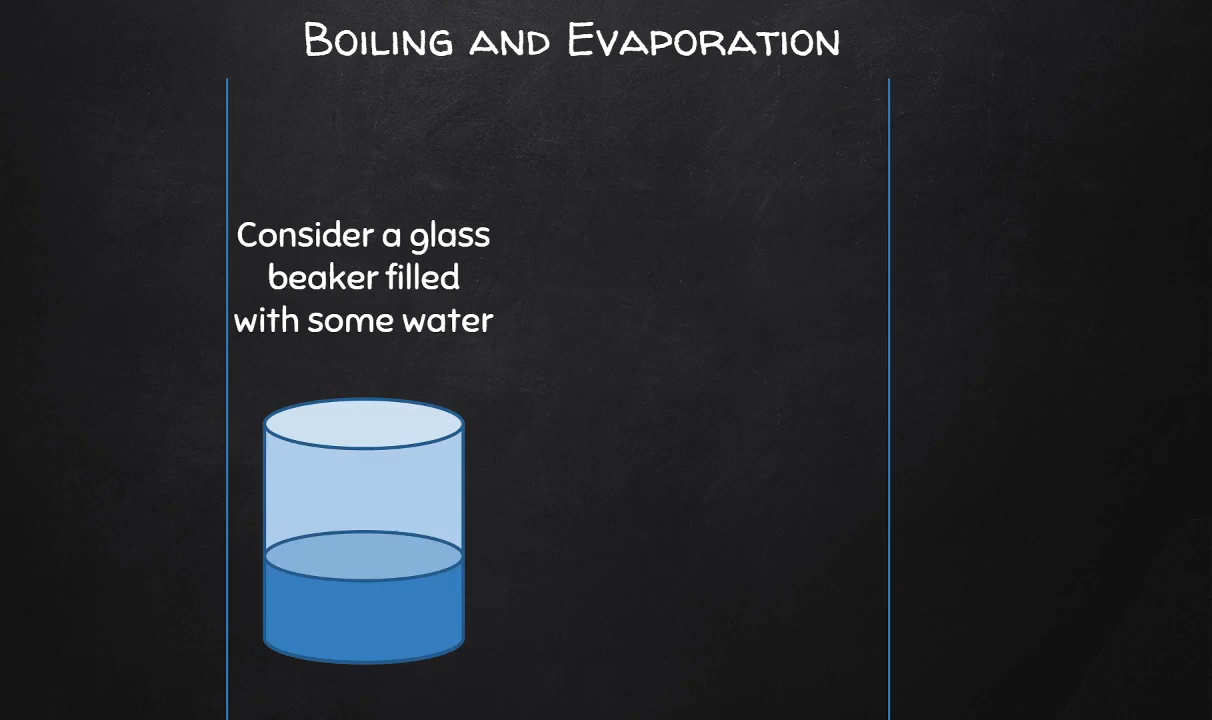 Boiling and Evaporation
Consider a glass
beaker filled
with some water